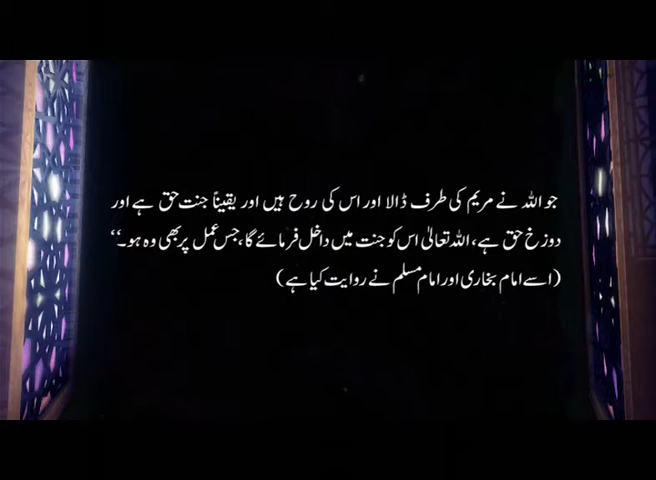 جو اللہ نے مریم کی طرف ڈالا اور اس کی روح ہیں اور یقیناً جنت حق ہے اور
دوزخ حق ہے، اللہ تعالیٰ اس کو جنت میں داخل فرمائے گا، جس عمل پر بھی وہ ہو۔‘‘
(اسے امام بخاری اور امام مسلم نے روایت کیا ہے)